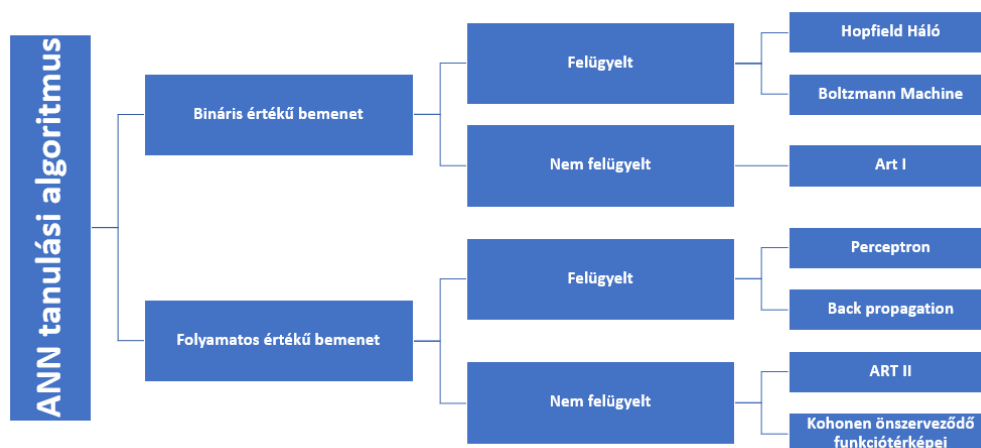 ANN tanulási algoritmus
Bináris értékű bemenet
Felügyelt
Hopfield Háló
Boltzmann Machine
Nem felügyelt
Art I
Folyamatos értékű bemenet
Felügyelt
Perceptron
Back propagation
Nem felügyelt
ART II
Kohonen önszerveződő
funkciótérképei